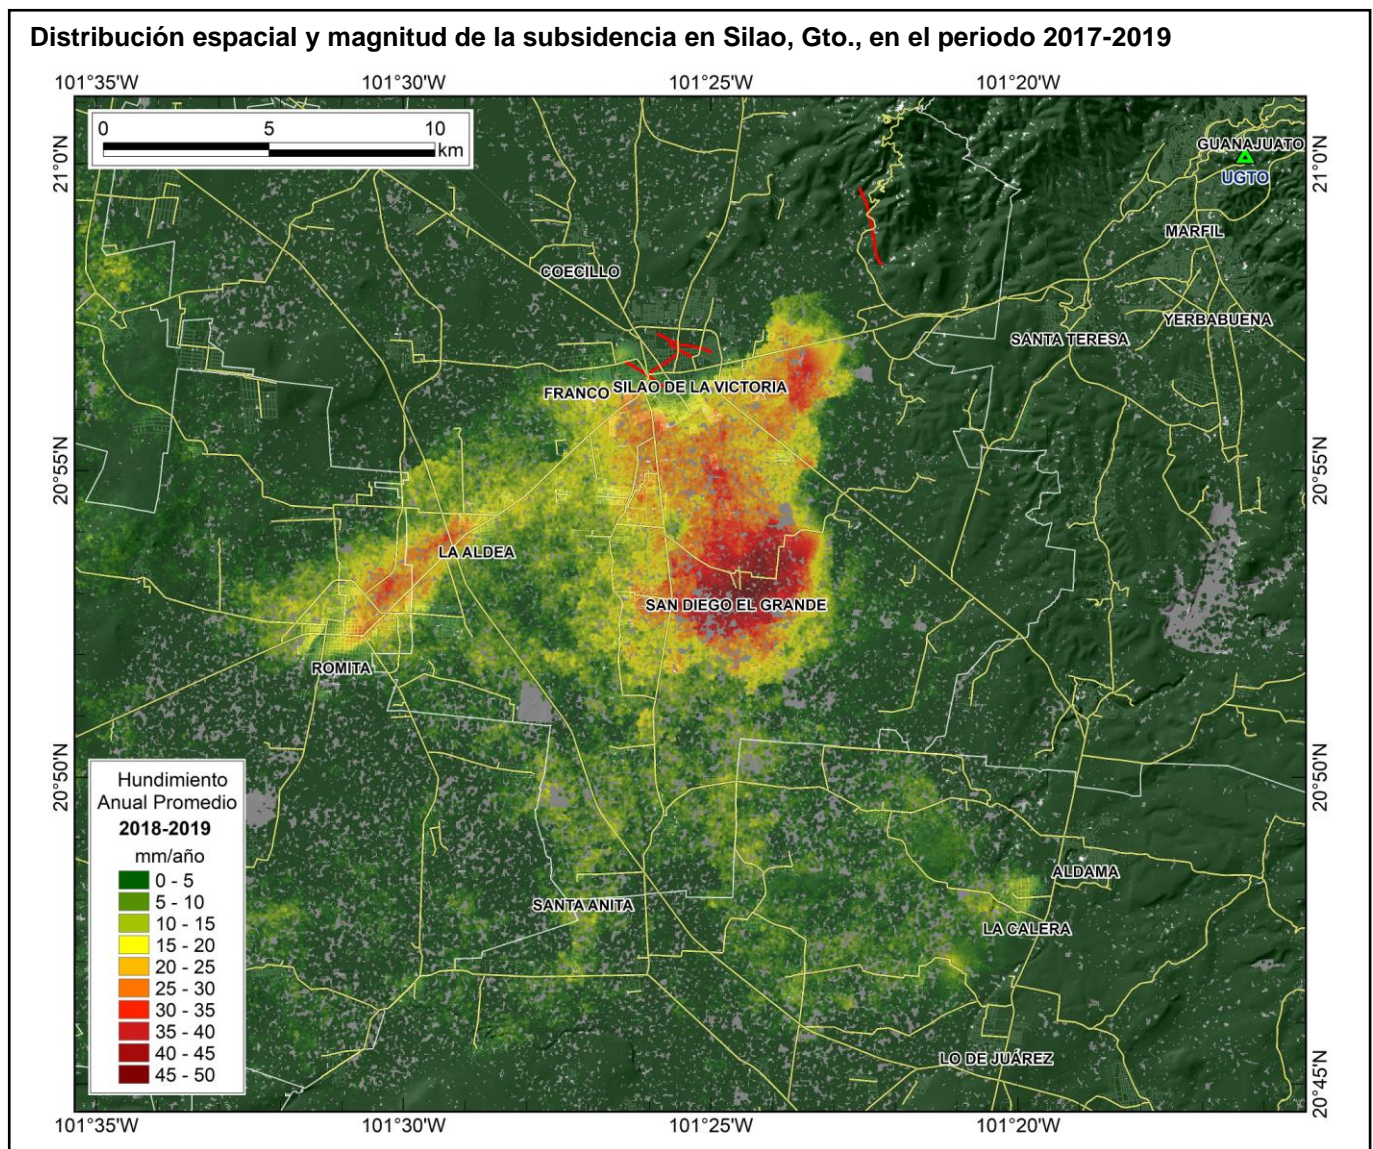 Distribución espacial y magnitud de la subsidencia en Silao, Gto., en el periodo 2017-2019
101°35'W
101°30'W
101°25'W
101°20'W
0 5 10
km
21°0'N
21°0'N
GUANAJUATO
UGTO
MARFIL
COECILLO
YERBABUENA
SANTA TERESA
SILAO DE LA VICTORIA
FRANCO
20°55'N
20°55'N
LA ALDEA
SAN DIEGO EL GRANDE
ROMITA
20°50'N
20°50'N
Hundimiento
Anual Promedio
2018-2019
mm/año
0 - 5
5 - 10
10 - 15
15 - 20
20 - 25
25 - 30
30 - 35
35 - 40
40 - 45
45 - 50
ALDAMA
SANTA ANITA
LA CALERA
LO DE JUÁREZ
20°45'N
101°35'W
101°30'W
101°25'W
101°20'W